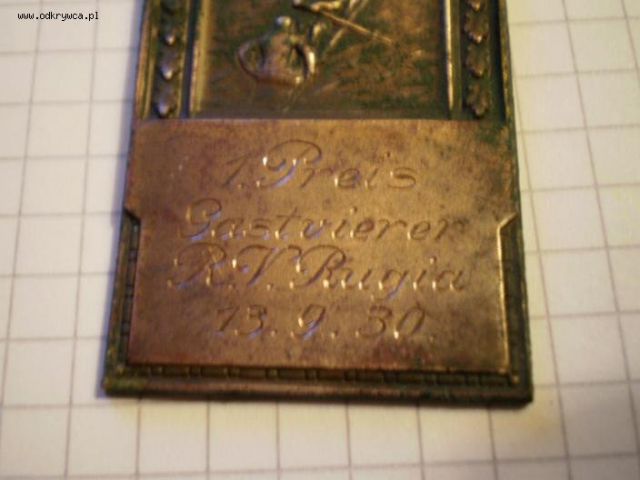 www.odkrywca.pl
1. Preis
Gastvierer
R.V. Rugia
13.9.30.